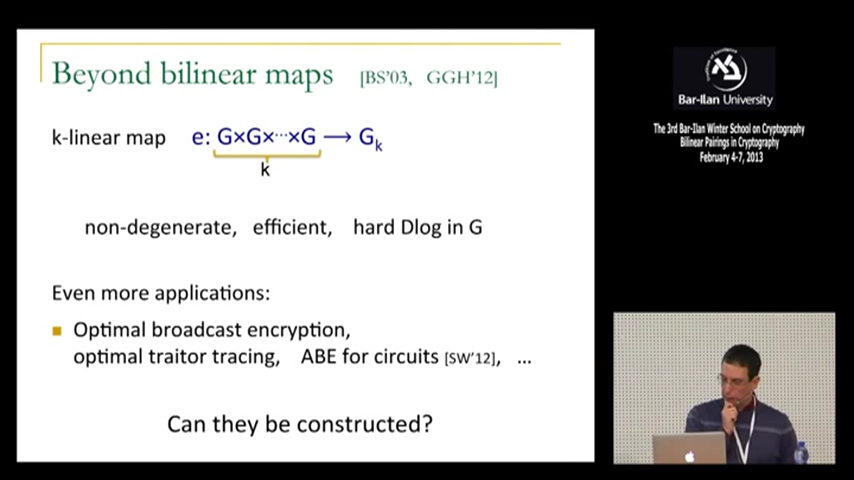 Beyond bilinear maps [BS'03, GGH'12]
k-linear map e: G×G×···×G ⟶ Gₖ
k
non-degenerate, efficient, hard Dlog in G
Even more applications:
■ Optimal broadcast encryption,
optimal traitor tracing, ABE for circuits [SW'12], ...
Can they be constructed?
Bar-Ilan University
The 3rd Bar-Ilan Winter School on Cryptography
Bilinear Pairings in Cryptography
February 4-7, 2013